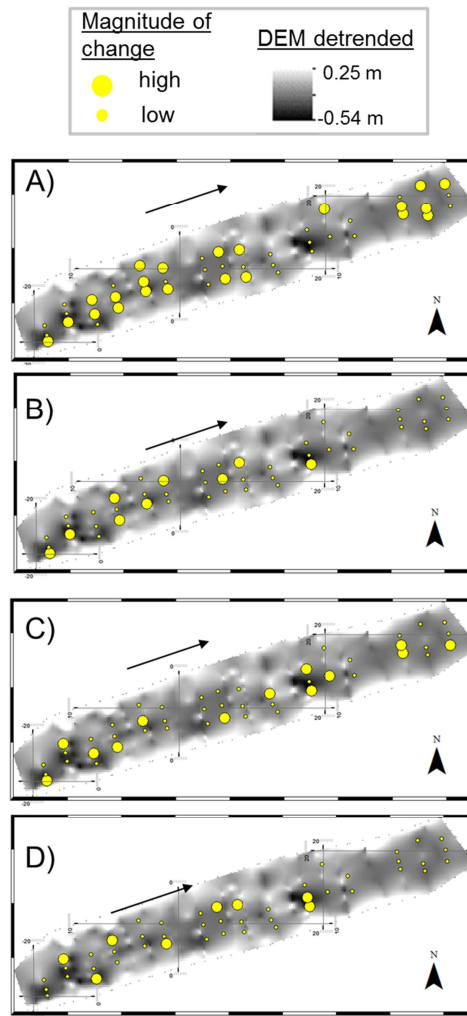 Magnitude of
change
high
low
DEM detrended
0.25 m
-0.54 m
A)
N
B)
N
C)
N
D)
N